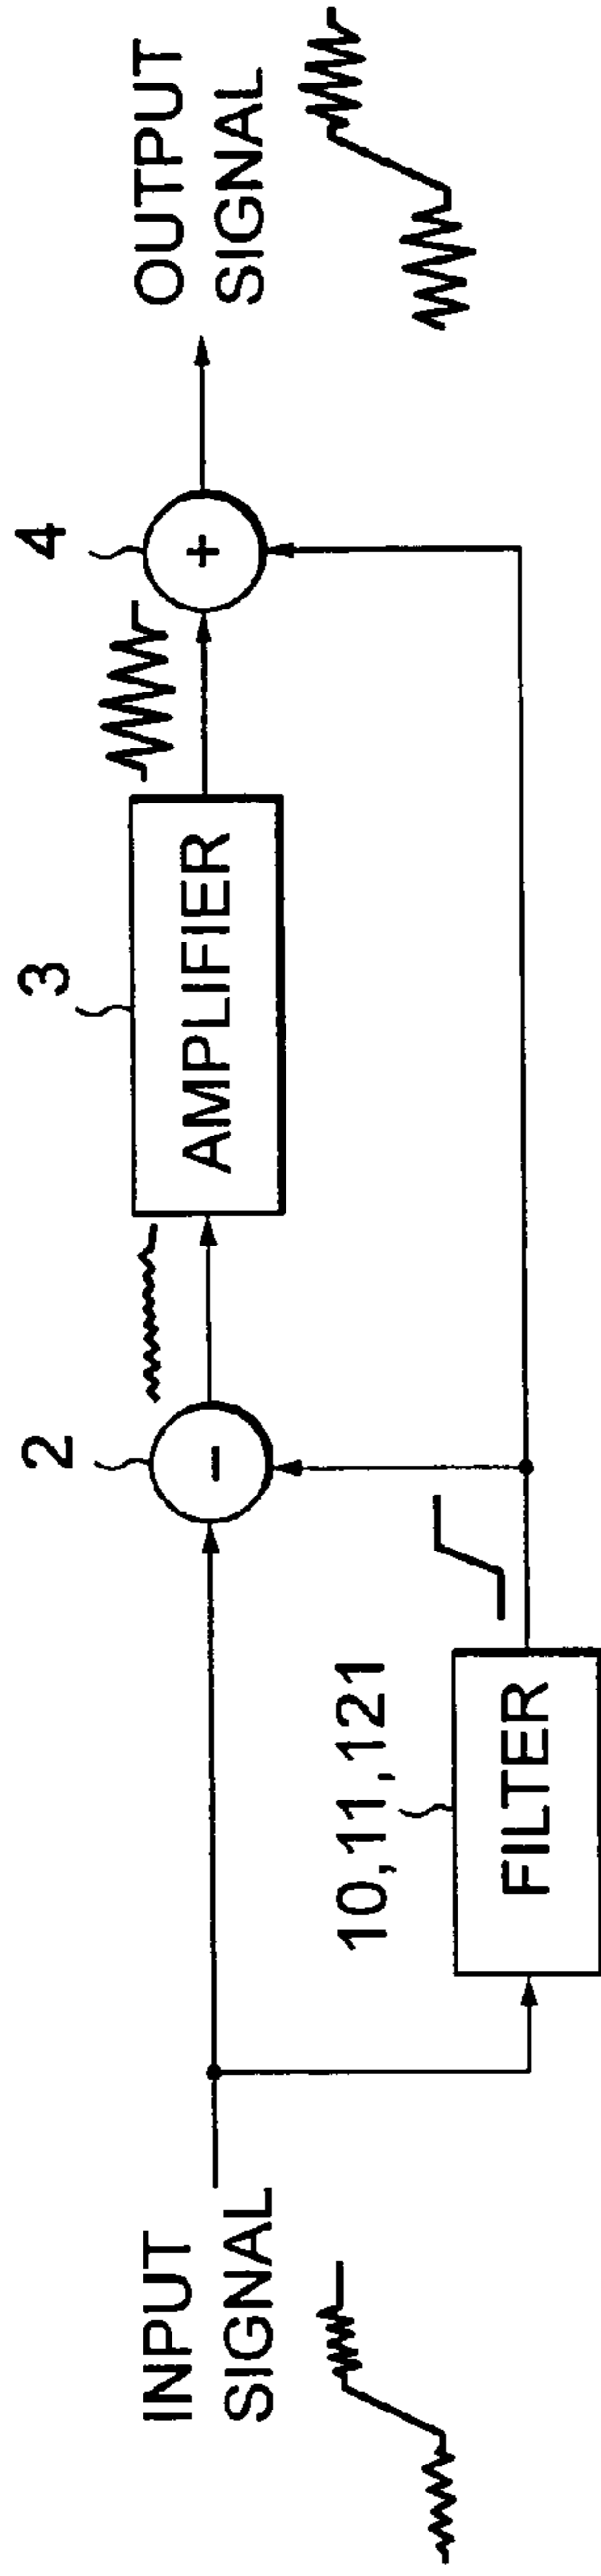 INPUT
SIGNAL
10,11,121
FILTER
2
-
3
AMPLIFIER
4
+
OUTPUT
SIGNAL